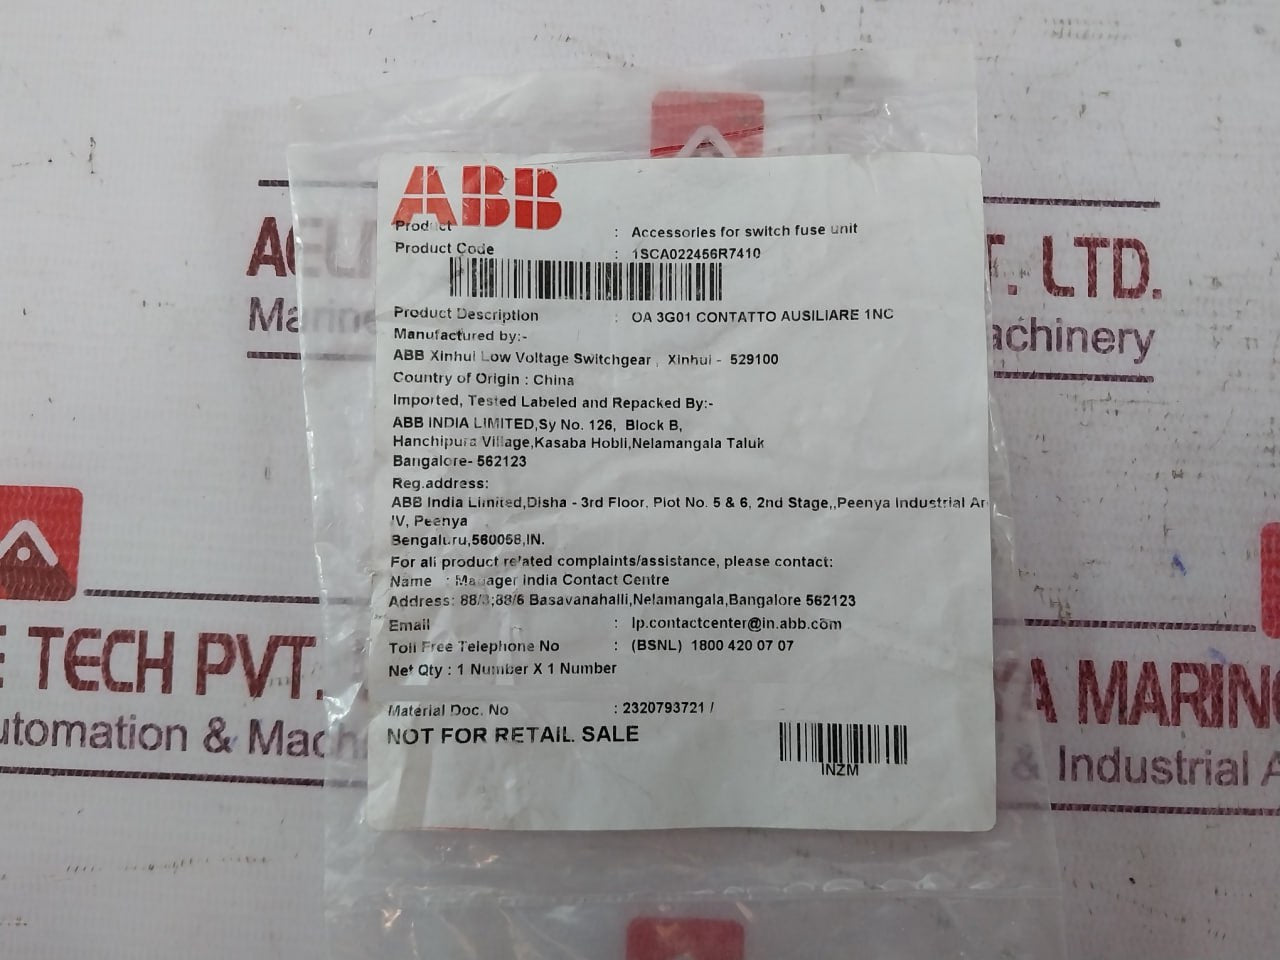 ABB
Product : Accessories for switch fuse unit
Product Code : 1SCA022456R7410
Product Description : OA 3G01 CONTATTO AUSILIARE 1NC
Manufactured by:-
ABB Xinhui Low Voltage Switchgear , Xinhui - 529100
Country of Origin : China
Imported, Tested Labeled and Repacked By:-
ABB INDIA LIMITED,Sy No. 126, Block B,
Hanchipura Village,Kasaba Hobli,Nelamangala Taluk
Bangalore- 562123
Reg.address:
ABB India Limited,Disha - 3rd Floor, Plot No. 5 & 6, 2nd Stage,,Peenya Industrial Ar
IV, Peenya
Bengaluru,560058,IN.
For all product related complaints/assistance, please contact:
Name : Manager India Contact Centre
Address: 88/3;88/6 Basavanahalli,Nelamangala,Bangalore 562123
Email : lp.contactcenter@in.abb.com
Toll Free Telephone No : (BSNL) 1800 420 07 07
Net Qty : 1 Number X 1 Number
Material Doc. No : 2320793721 /
NOT FOR RETAIL SALE
INZM
T. LTD.
Marine
achinery
E TECH PVT.
utomation & Mach
YA MARINE
& Industrial A